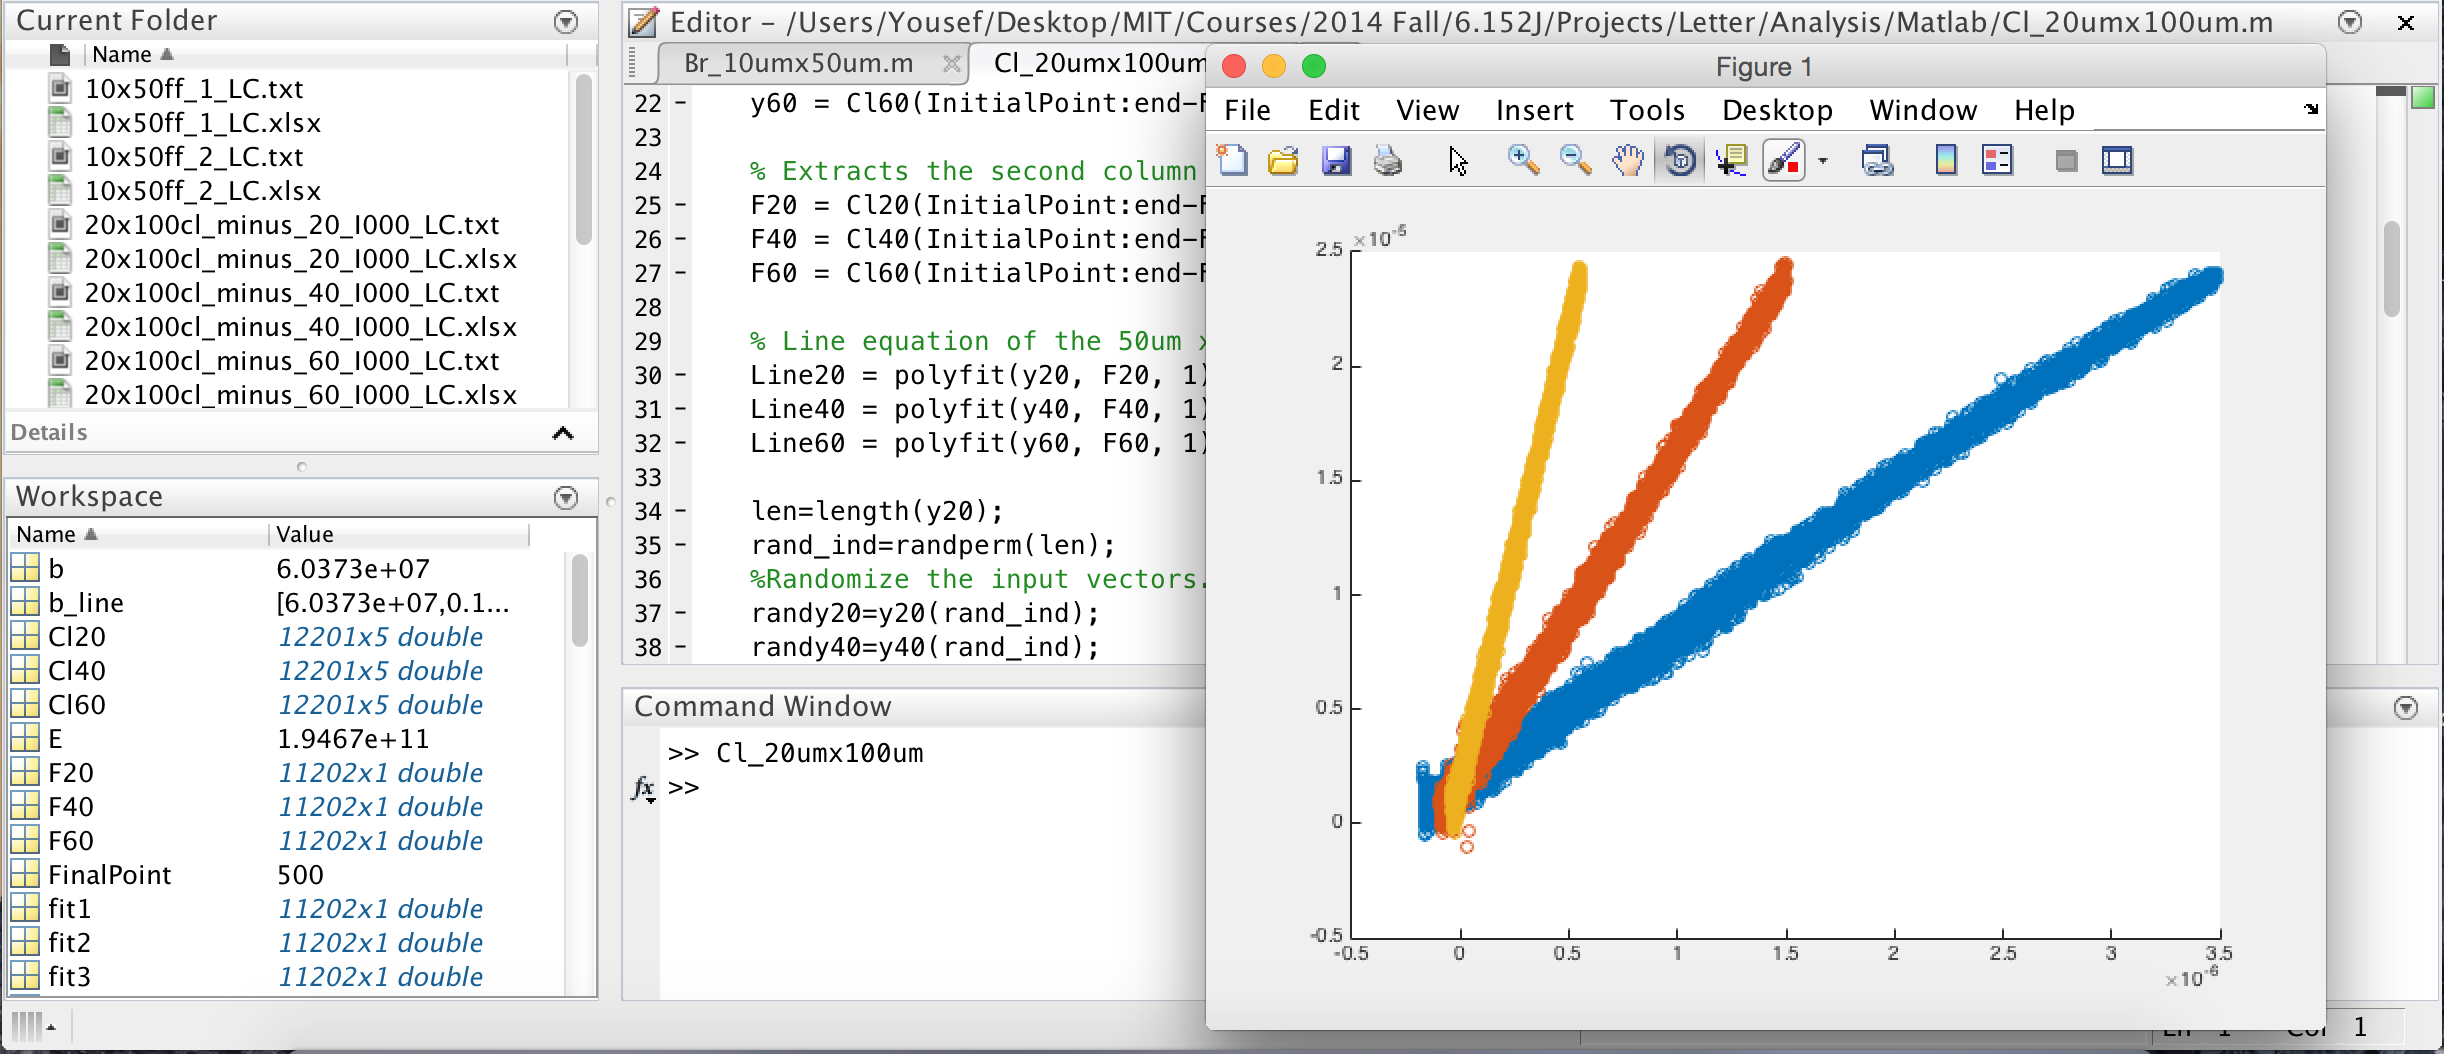 Current Folder
Name
10x50ff_1_LC.txt
10x50ff_1_LC.xlsx
10x50ff_2_LC.txt
10x50ff_2_LC.xlsx
20x100cl_minus_20_I000_LC.txt
20x100cl_minus_20_I000_LC.xlsx
20x100cl_minus_40_I000_LC.txt
20x100cl_minus_40_I000_LC.xlsx
20x100cl_minus_60_I000_LC.txt
20x100cl_minus_60_I000_LC.xlsx
Details
Workspace
Name Value
b 6.0373e+07
b_line [6.0373e+07,0.1...
Cl20 12201x5 double
Cl40 12201x5 double
Cl60 12201x5 double
E 1.9467e+11
F20 11202x1 double
F40 11202x1 double
F60 11202x1 double
FinalPoint 500
fit1 11202x1 double
fit2 11202x1 double
fit3 11202x1 double
Editor - /Users/Yousef/Desktop/MIT/Courses/2014 Fall/6.152J/Projects/Letter/Analysis/Matlab/Cl_20umx100um.m
Br_10umx50um.m Cl_20umx100um
22 - y60 = Cl60(InitialPoint:end-F
23
24 % Extracts the second column
25 - F20 = Cl20(InitialPoint:end-F
26 - F40 = Cl40(InitialPoint:end-F
27 - F60 = Cl60(InitialPoint:end-F
28
29 % Line equation of the 50um x
30 - Line20 = polyfit(y20, F20, 1)
31 - Line40 = polyfit(y40, F40, 1)
32 - Line60 = polyfit(y60, F60, 1)
33
34 - len=length(y20);
35 - rand_ind=randperm(len);
36 %Randomize the input vectors.
37 - randy20=y20(rand_ind);
38 - randy40=y40(rand_ind);
Command Window
>> Cl_20umx100um
fx >>
Figure 1
File Edit View Insert Tools Desktop Window Help
×10-5
2.5
2
1.5
1
0.5
0
-0.5
-0.5 0 0.5 1 1.5 2 2.5 3 3.5
×10-6
Ln 1 Col 1